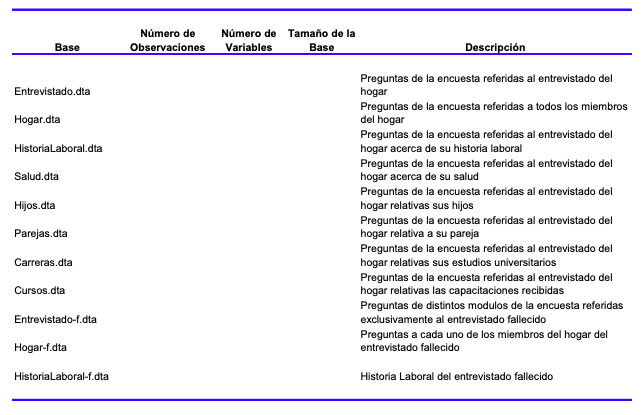 Número de Número de Tamaño de la
Base Observaciones Variables Base Descripción
Preguntas de la encuesta referidas al entrevistado del
Entrevistado.dta hogar
Preguntas de la encuesta referidas a todos los miembros
Hogar.dta del hogar
Preguntas de la encuesta referidas al entrevistado del
HistoriaLaboral.dta hogar acerca de su historia laboral
Preguntas de la encuesta referidas al entrevistado del
Salud.dta hogar acerca de su salud
Preguntas de la encuesta referidas al entrevistado del
Hijos.dta hogar relativas sus hijos
Preguntas de la encuesta referidas al entrevistado del
Parejas.dta hogar relativa a su pareja
Preguntas de la encuesta referidas al entrevistado del
Carreras.dta hogar relativas sus estudios universitarios
Preguntas de la encuesta referidas al entrevistado del
Cursos.dta hogar relativas las capacitaciones recibidas
Preguntas de distintos modulos de la encuesta referidas
Entrevistado-f.dta exclusivamente al entrevistado fallecido
Preguntas a cada uno de los miembros del hogar del
Hogar-f.dta entrevistado fallecido
HistoriaLaboral-f.dta Historia Laboral del entrevistado fallecido